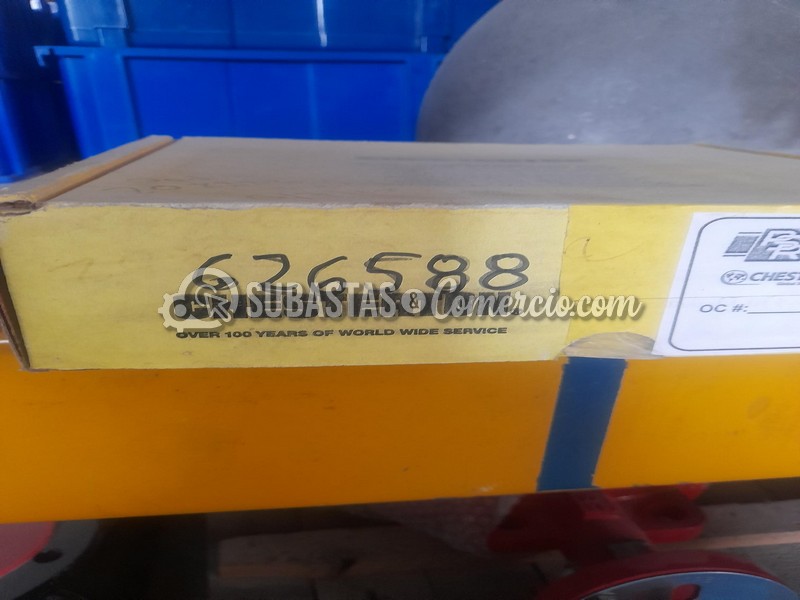 626588
SUBASTAS & Comercio.com
OVER 100 YEARS OF WORLD WIDE SERVICE
CHEST
OC #: